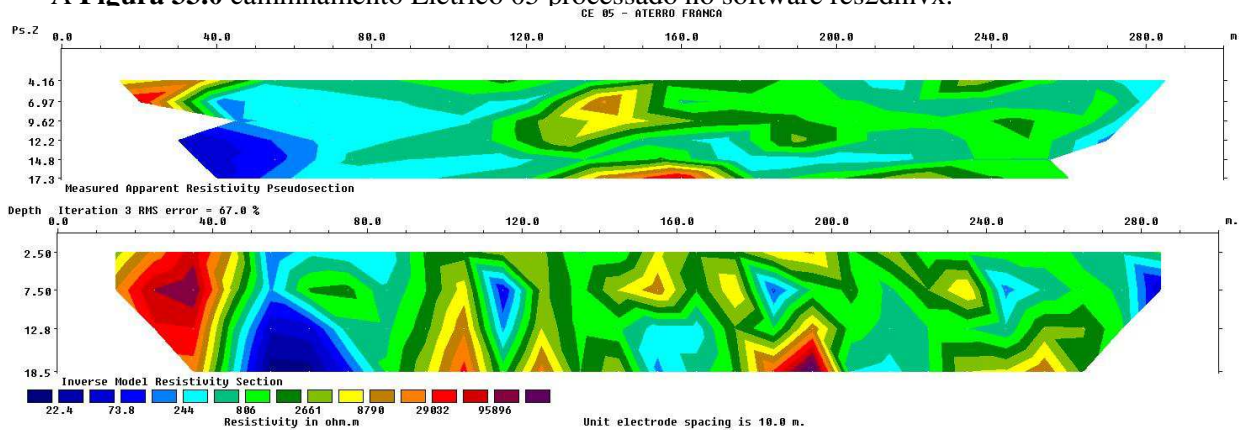 A Figura 33.0 caminhamento Elétrico 05 processado no software res2dinvx.
CE 05 - ATERRO FRANCA
Ps.Z 0.0 40.0 80.0 120.0 160.0 200.0 240.0 280.0 m
4.16
6.97
9.62
12.2
14.8
17.3
Measured Apparent Resistivity Pseudosection
Depth Iteration 3 RMS error = 67.0 %
0.0 40.0 80.0 120.0 160.0 200.0 240.0 280.0 m.
2.50
7.50
12.8
18.5
Inverse Model Resistivity Section
22.4 73.8 244 806 2661 8790 29032 95896
Resistivity in ohm.m Unit electrode spacing is 10.0 m.